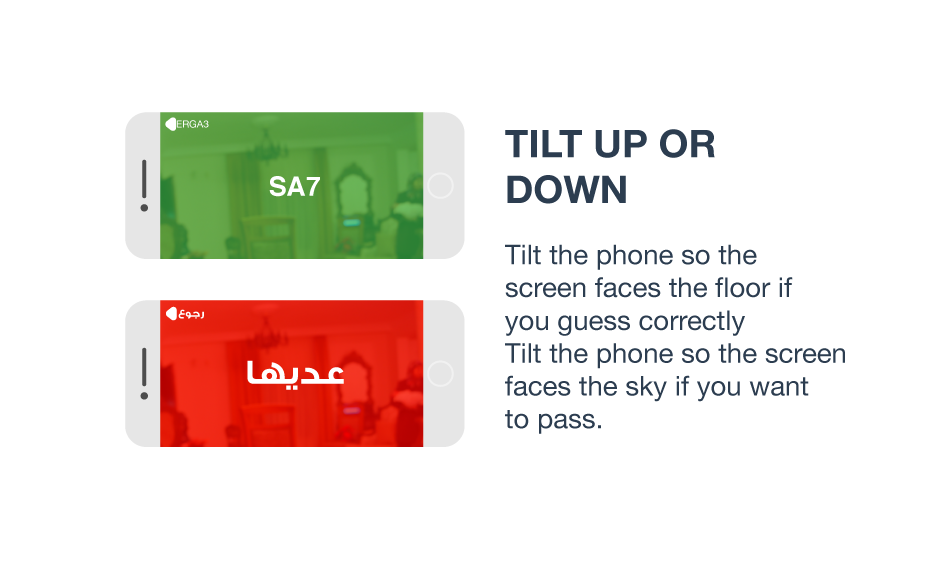 ERGA3
SA7
رجوع
عديها
TILT UP OR
DOWN
Tilt the phone so the
screen faces the floor if
you guess correctly
Tilt the phone so the screen
faces the sky if you want
to pass.